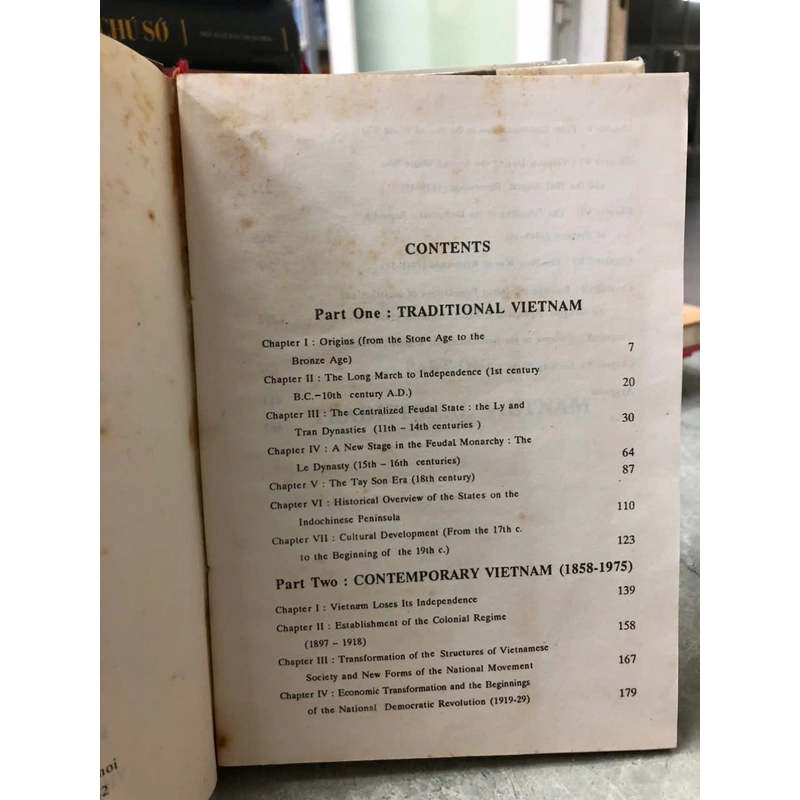 CHÚ SỚ
CONTENTS
Part One : TRADITIONAL VIETNAM
Chapter I : Origins (from the Stone Age to the
Bronze Age) 7
Chapter II : The Long March to Independence (1st century
B.C.–10th century A.D.) 20
Chapter III : The Centralized Feudal State : the Ly and
Tran Dynasties (11th – 14th centuries ) 30
Chapter IV : A New Stage in the Feudal Monarchy : The
Le Dynasty (15th – 16th centuries) 64
Chapter V : The Tay Son Era (18th century) 87
Chapter VI : Historical Overview of the States on the
Indochinese Peninsula 110
Chapter VII : Cultural Development (From the 17th c.
to the Beginning of the 19th c.) 123
Part Two : CONTEMPORARY VIETNAM (1858-1975)
Chapter I : Vietnam Loses Its Independence 139
Chapter II : Establishment of the Colonial Regime
(1897 – 1918) 158
Chapter III : Transformation of the Structures of Vietnamese
Society and New Forms of the National Movement 167
Chapter IV : Economic Transformation and the Beginnings
of the National Democratic Revolution (1919-29) 179
noi
2